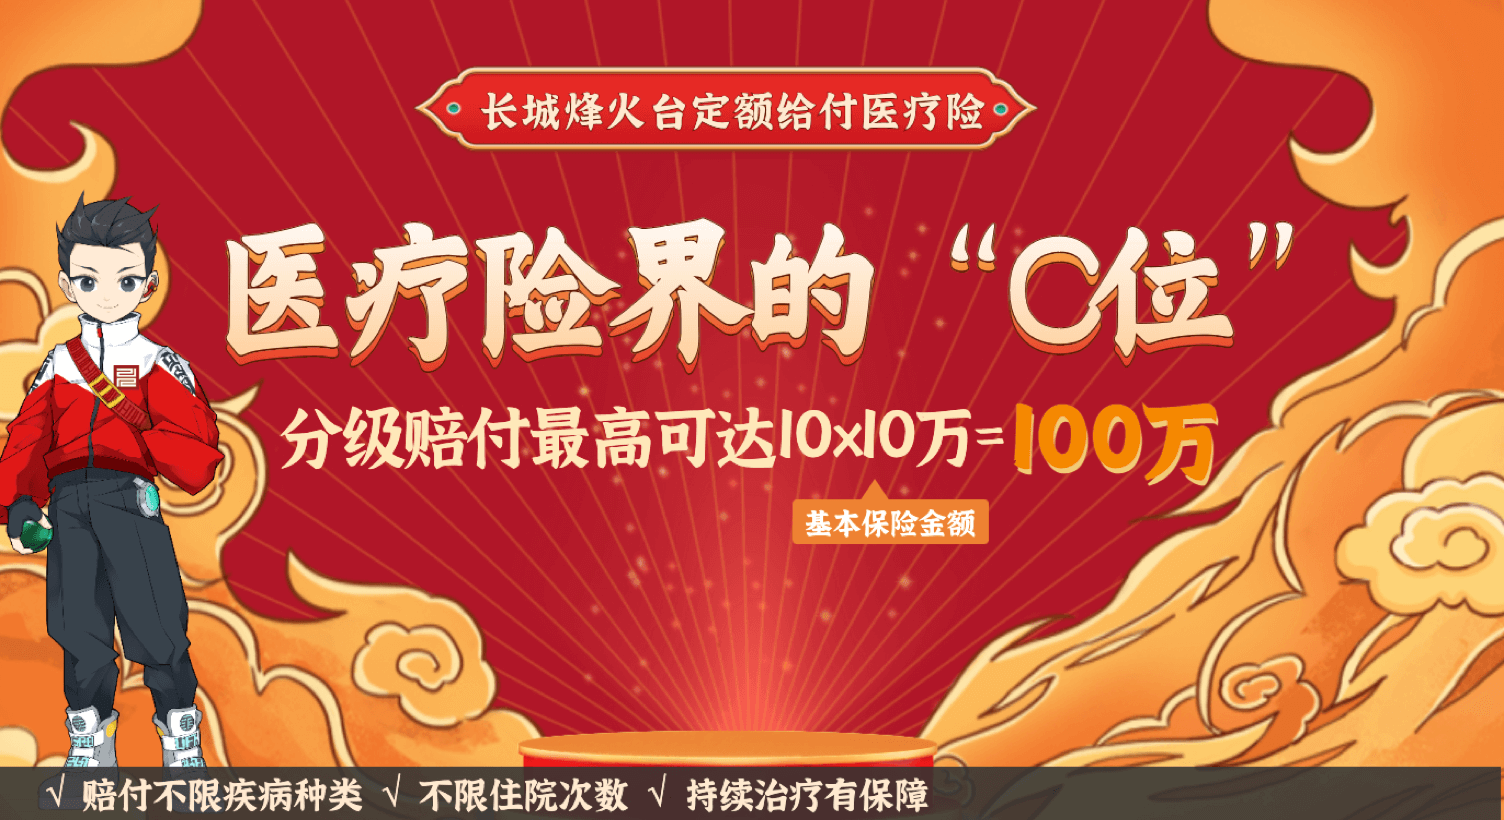 长城烽火台定额给付医疗险
医疗险界的“C位”
分级赔付最高可达10x10万=100万
基本保险金额
√ 赔付不限疾病种类 √ 不限住院次数 √ 持续治疗有保障